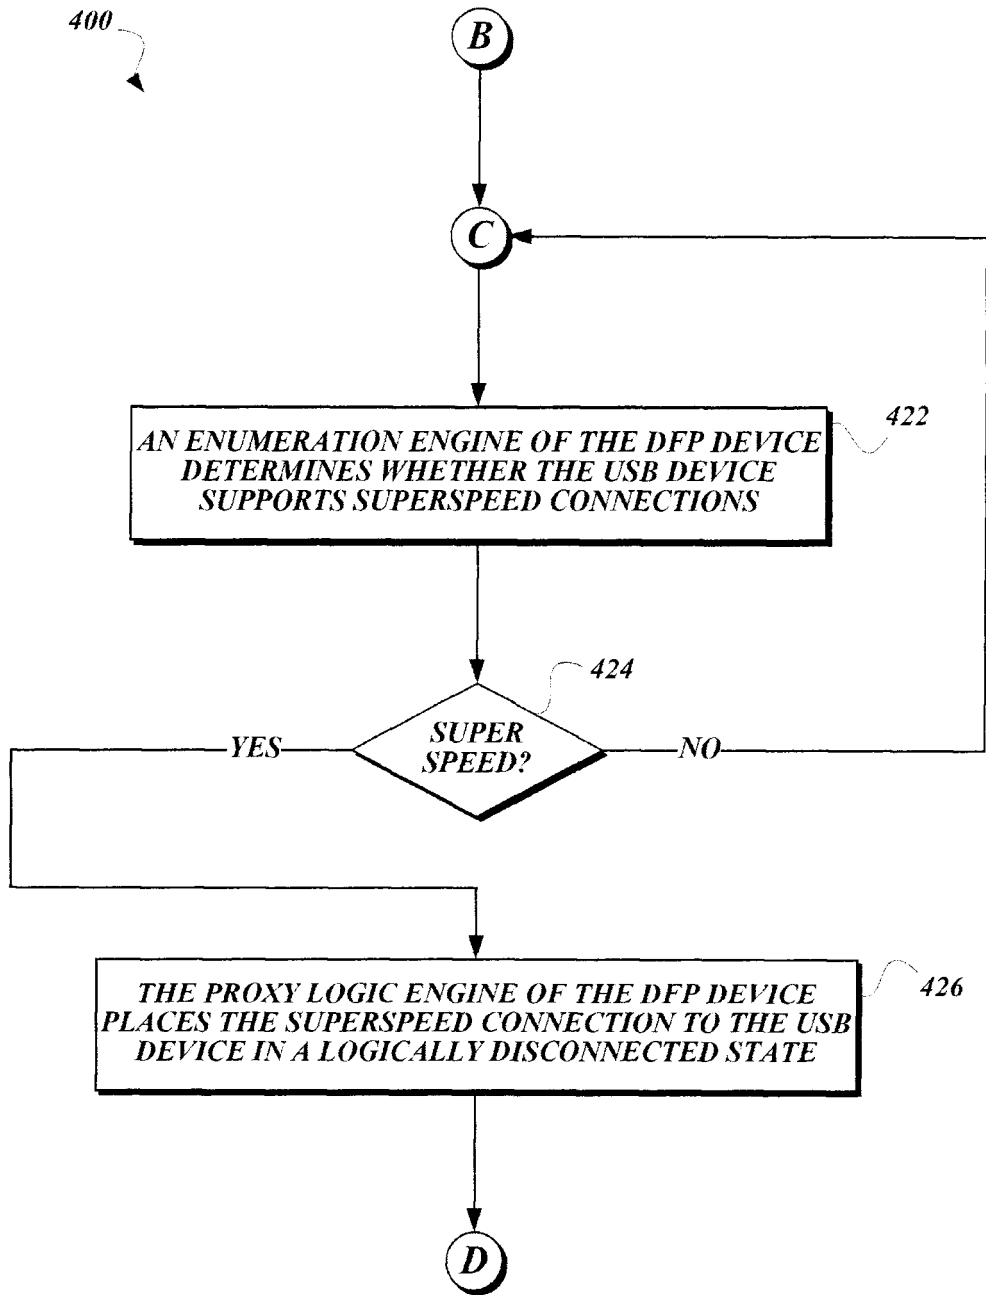 400
B
C
AN ENUMERATION ENGINE OF THE DFP DEVICE
DETERMINES WHETHER THE USB DEVICE
SUPPORTS SUPERSPEED CONNECTIONS
422
424
SUPER
SPEED?
YES
NO
THE PROXY LOGIC ENGINE OF THE DFP DEVICE
PLACES THE SUPERSPEED CONNECTION TO THE USB
DEVICE IN A LOGICALLY DISCONNECTED STATE
426
D